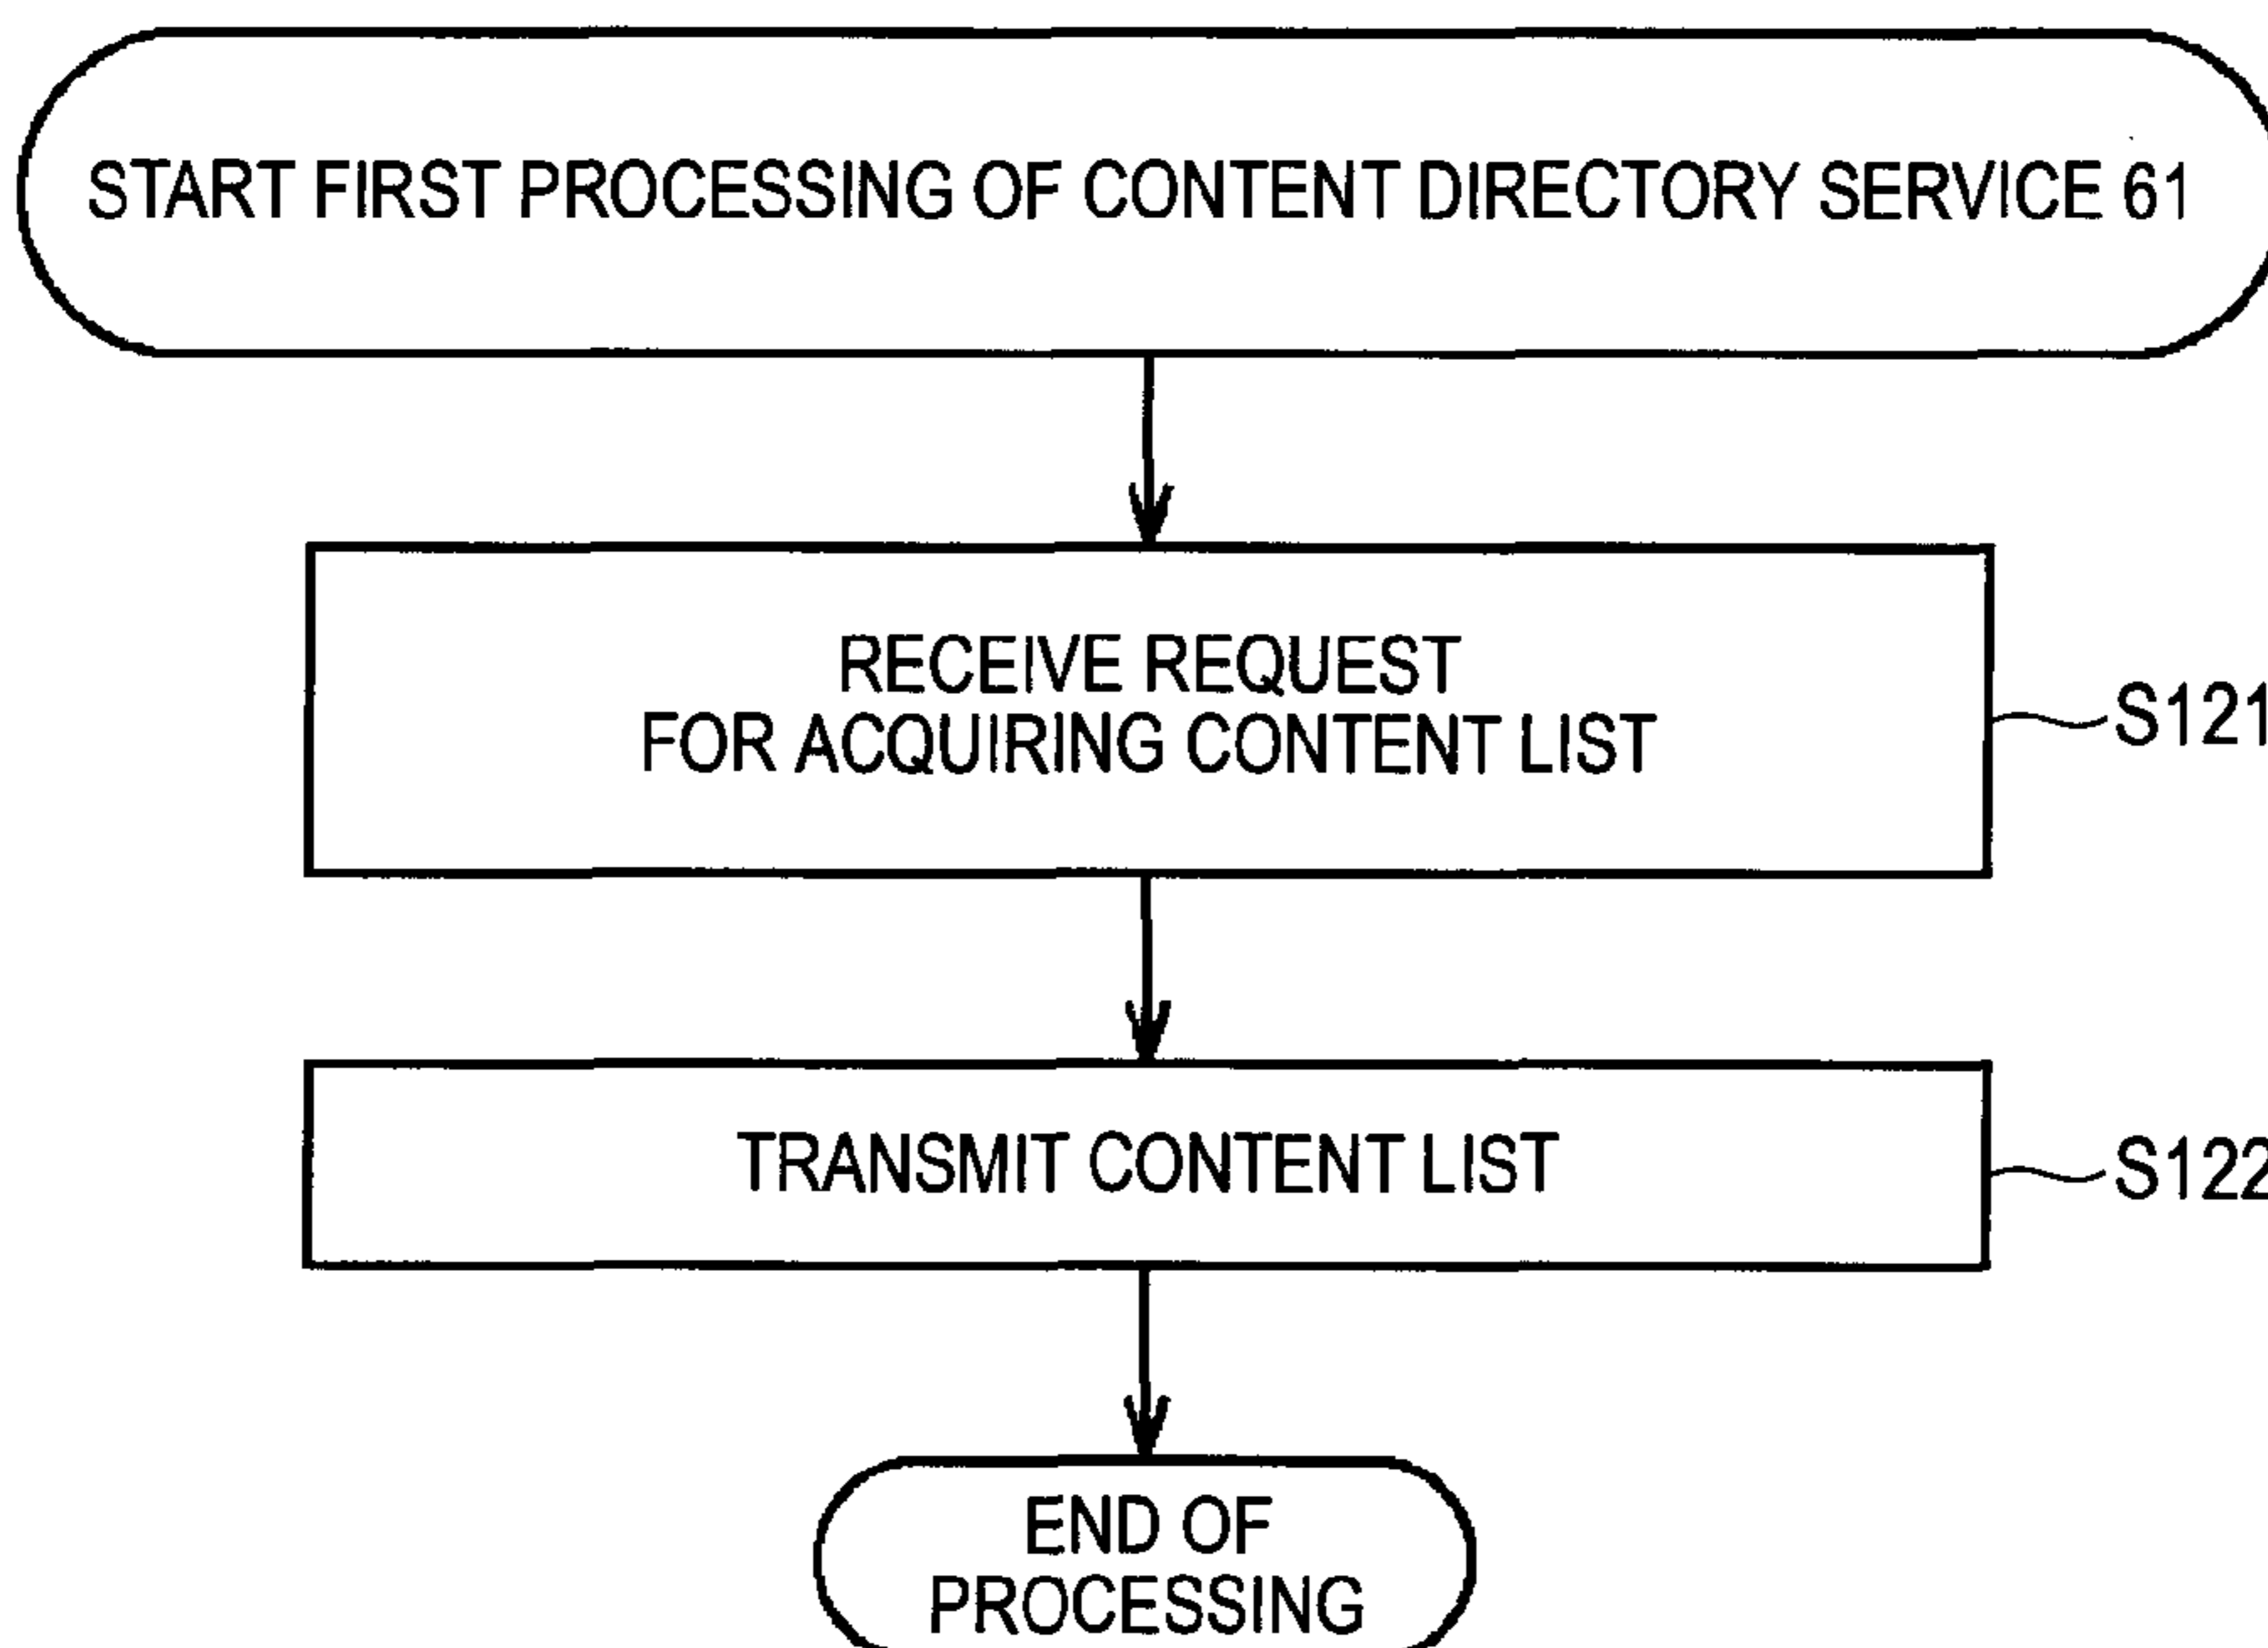 START FIRST PROCESSING OF CONTENT DIRECTORY SERVICE 61
RECEIVE REQUEST
FOR ACQUIRING CONTENT LIST
S121
TRANSMIT CONTENT LIST
S122
END OF
PROCESSING